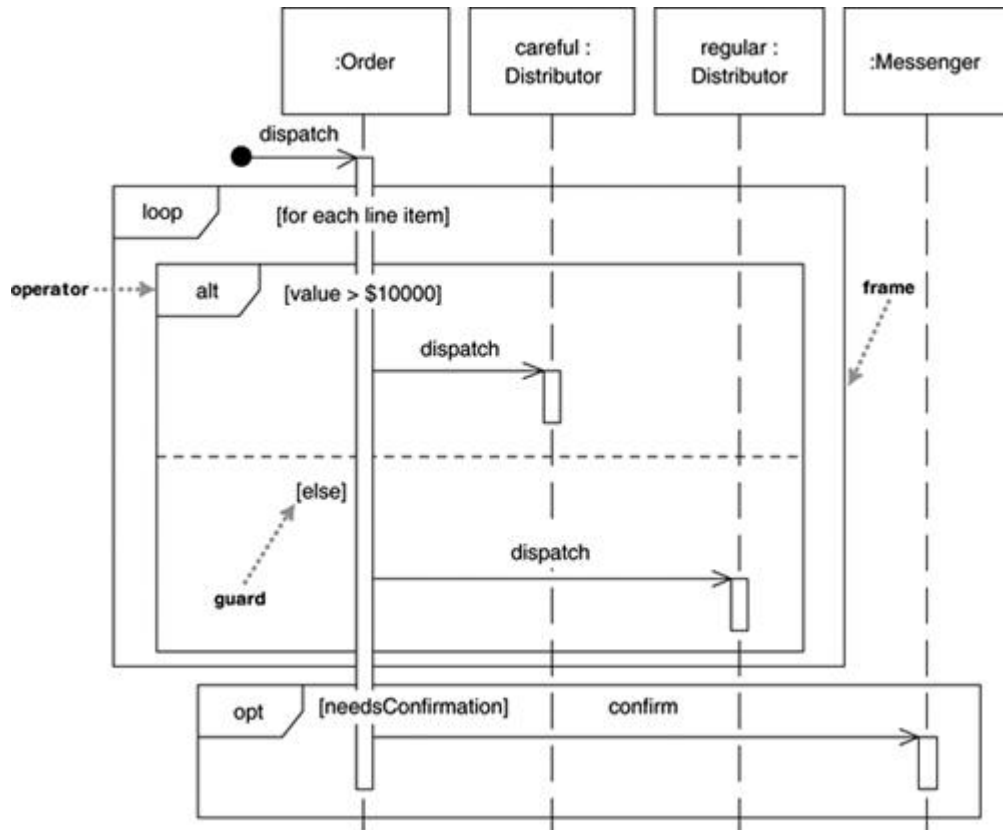 :Order
careful :
Distributor
regular :
Distributor
:Messenger
dispatch
loop
[for each line item]
operator
alt
[value > $10000]
frame
dispatch
[else]
dispatch
guard
opt
[needsConfirmation]
confirm